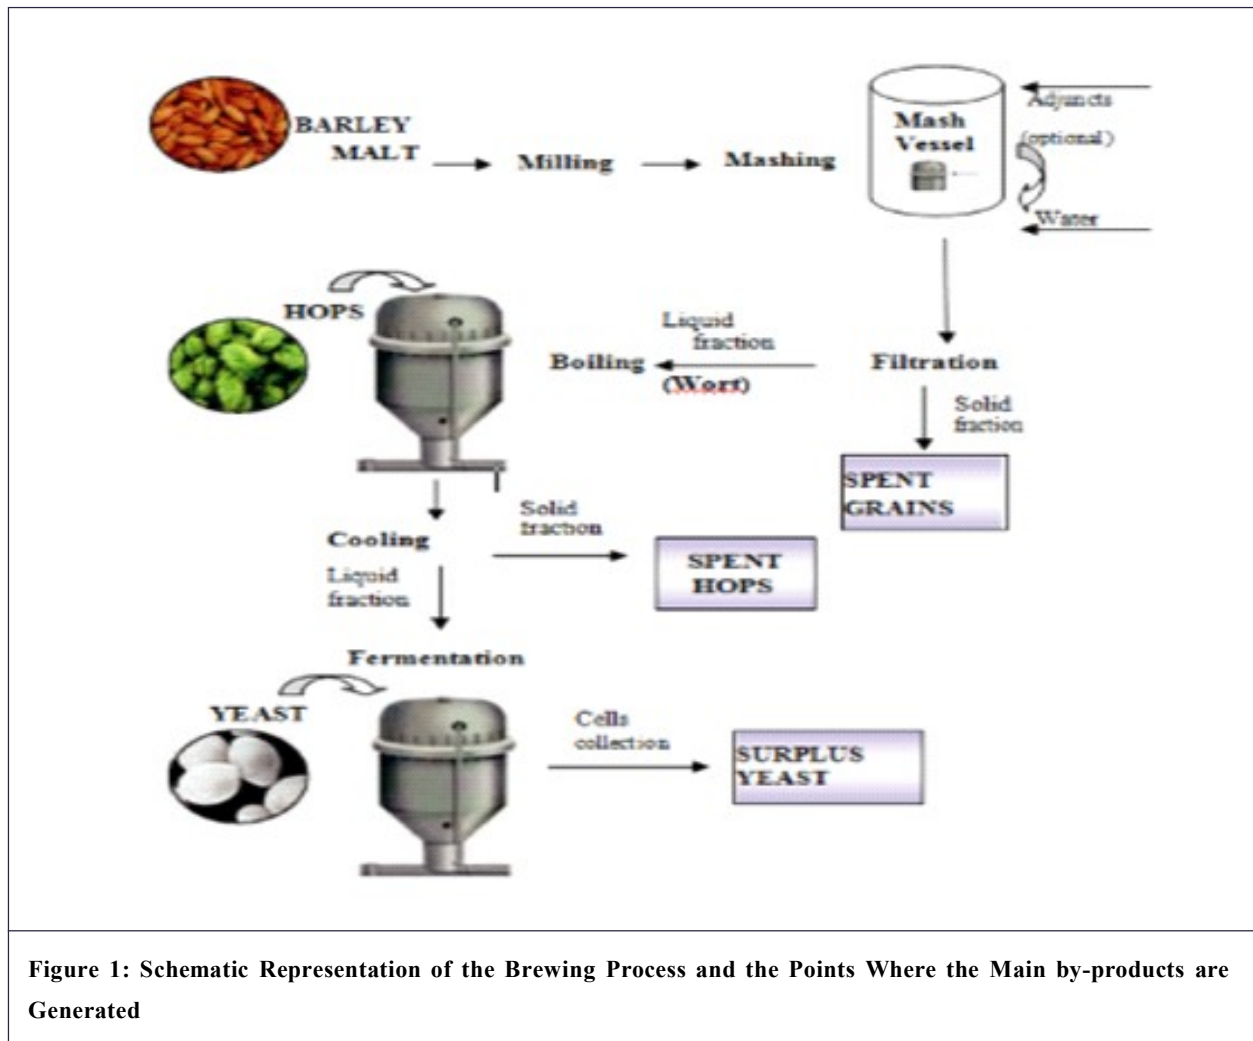 BARLEY
MALT
Milling
Mashing
Mash
Vessel
Adjuncts
(optional)
Water
HOPS
Boiling
Liquid
fraction
(Wort)
Filtration
Solid
fraction
SPENT
GRAINS
Cooling
Solid
fraction
SPENT
HOPS
Liquid
fraction
Fermentation
YEAST
Cells
collection
SURPLUS
YEAST
Figure 1: Schematic Representation of the Brewing Process and the Points Where the Main by-products are
Generated